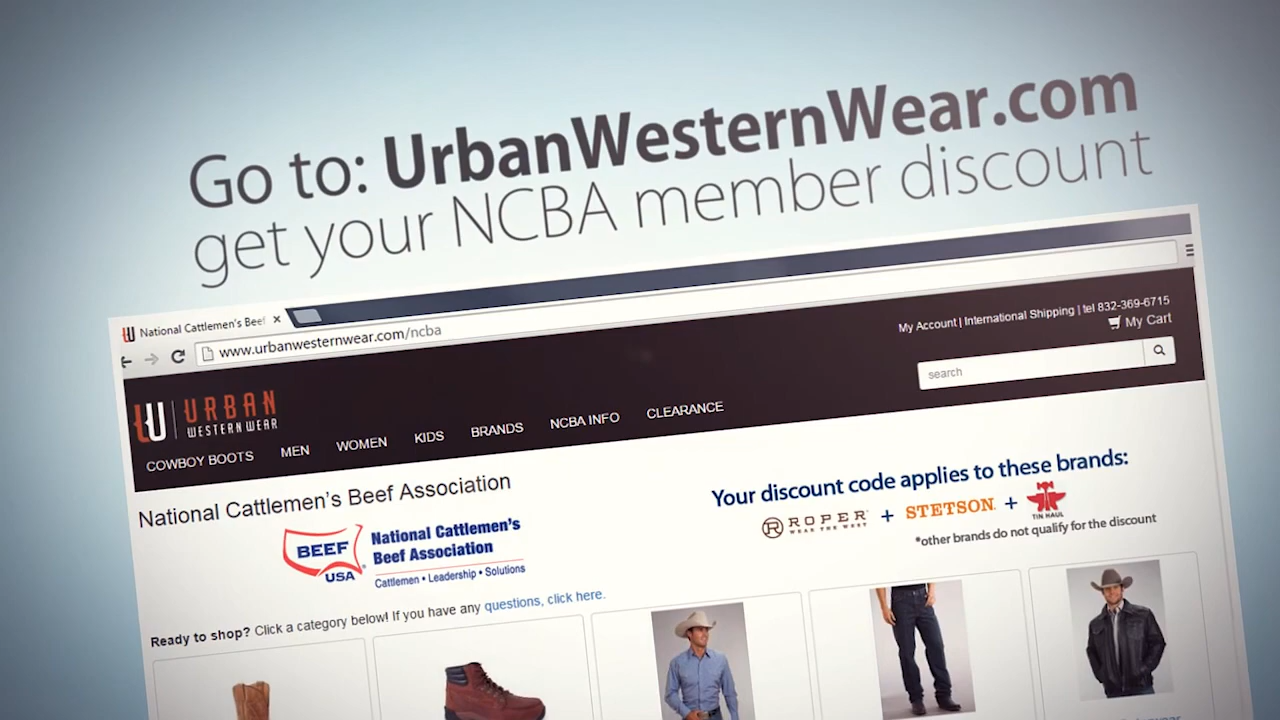 Go to: UrbanWesternWear.com
get your NCBA member discount
National Cattlemen's Beef
www.urbanwesternwear.com/ncba
My Account | International Shipping | tel 832-369-6715
My Cart
search
URBAN
WESTERN WEAR
COWBOY BOOTS MEN WOMEN KIDS BRANDS NCBA INFO CLEARANCE
National Cattlemen's Beef Association
BEEF
USA
National Cattlemen's
Beef Association
Cattlemen • Leadership • Solutions
Your discount code applies to these brands:
ROPER + STETSON + TIN HAUL
WEAR THE WEST
*other brands do not qualify for the discount
Ready to shop? Click a category below! If you have any questions, click here.